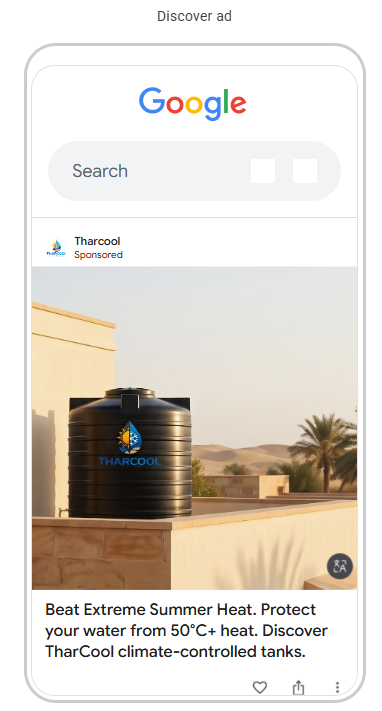 Discover ad
Google
Search
Tharcool
Sponsored
THARCOOL
Beat Extreme Summer Heat. Protect
your water from 50°C+ heat. Discover
TharCool climate-controlled tanks.